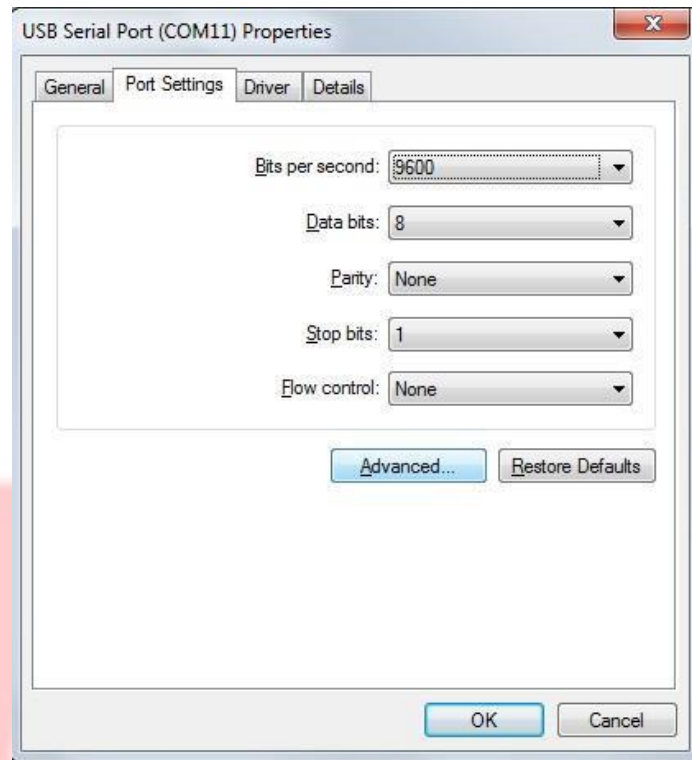 USB Serial Port (COM11) Properties
General Port Settings Driver Details
Bits per second: 9600
Data bits: 8
Parity: None
Stop bits: 1
Flow control: None
Advanced... Restore Defaults
OK Cancel